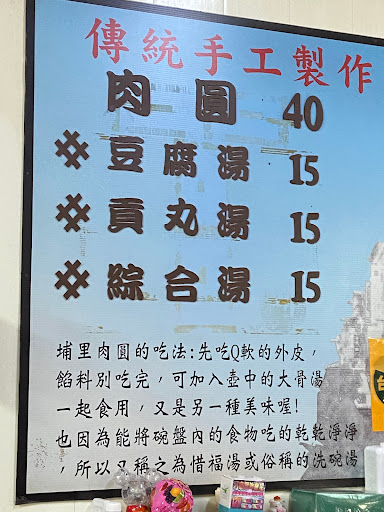 傳統手工製作
肉圓 40
豆腐湯 15
貢丸湯 15
綜合湯 15
埔里肉圓的吃法:先吃Q軟的外皮，
餡料別吃完，可加入壺中的大骨湯
一起食用，又是另一種美味喔!
也因為能將碗盤內的食物吃的乾乾淨淨
，所以又稱之為惜福湯或俗稱的洗碗湯